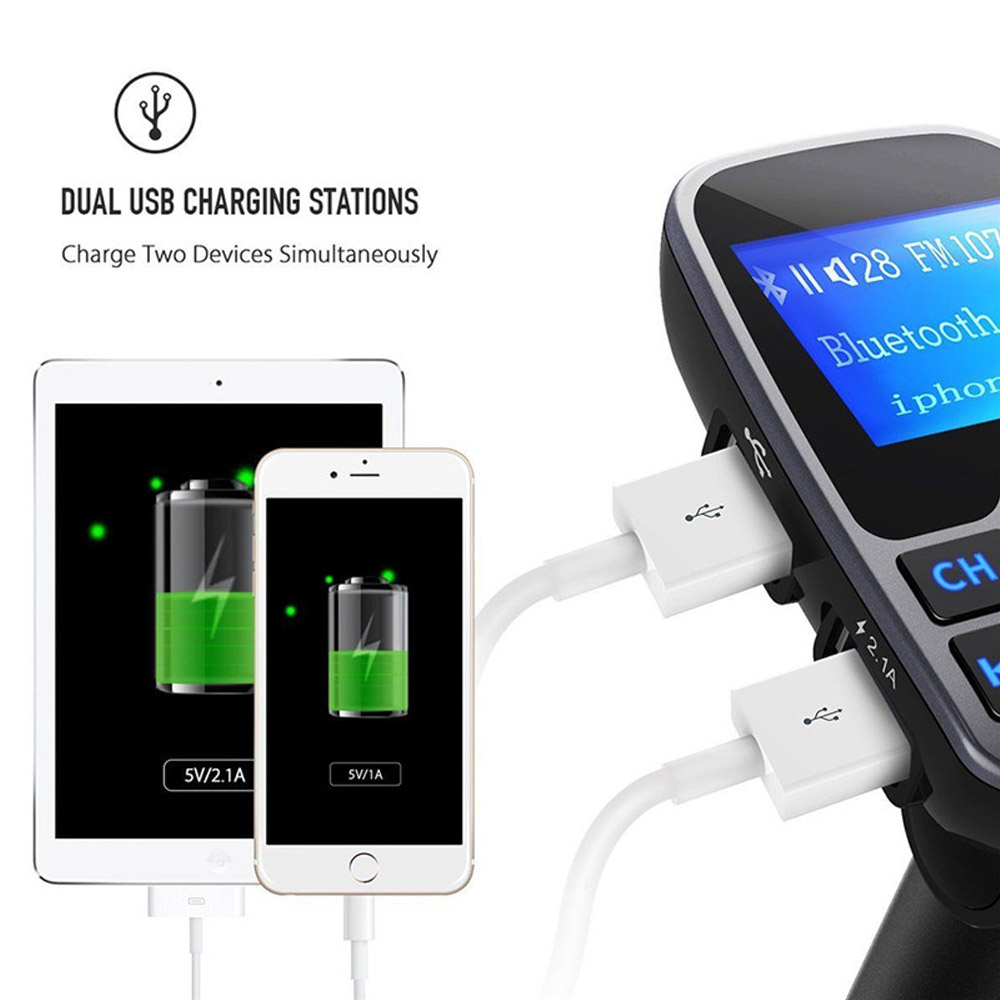 DUAL USB CHARGING STATIONS
Charge Two Devices Simultaneously
28 FM107
Bluetooth
iphon
CH
2.1A
5V/2.1A
5V/1A